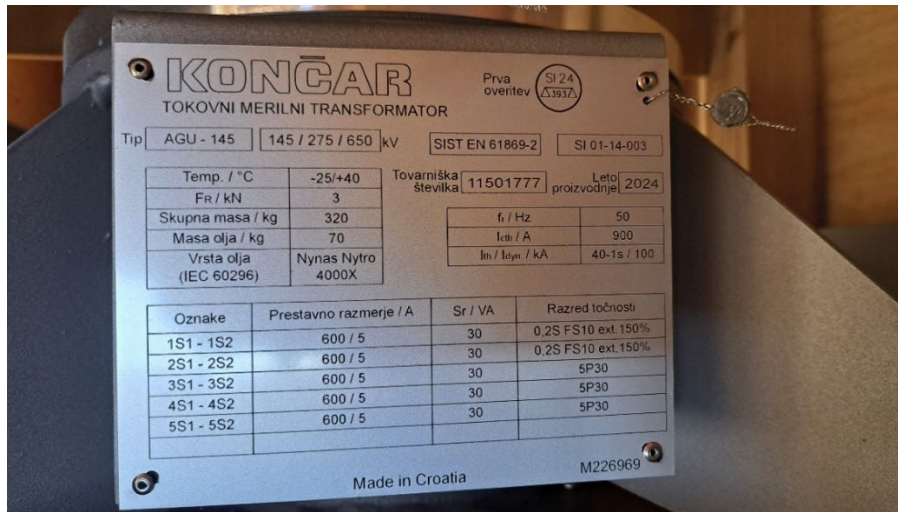 KONČAR
Prva overitev
SI 24
393
TOKOVNI MERILNI TRANSFORMATOR
Tip AGU - 145 145 / 275 / 650 kV SIST EN 61869-2 SI 01-14-003
Temp. / °C -25/+40
FR / kN 3
Skupna masa / kg 320
Masa olja / kg 70
Vrsta olja (IEC 60296) Nynas Nytro 4000X
Tovarniška številka 11501777 Leto proizvodnje 2024
fr / Hz 50
Icth / A 900
Ith / Idyn / kA 40-1s / 100
Oznake Prestavno razmerje / A Sr / VA Razred točnosti
1S1 - 1S2 600 / 5 30 0,2S FS10 ext.150%
2S1 - 2S2 600 / 5 30 0,2S FS10 ext.150%
3S1 - 3S2 600 / 5 30 5P30
4S1 - 4S2 600 / 5 30 5P30
5S1 - 5S2 600 / 5 30 5P30
Made in Croatia
M226969